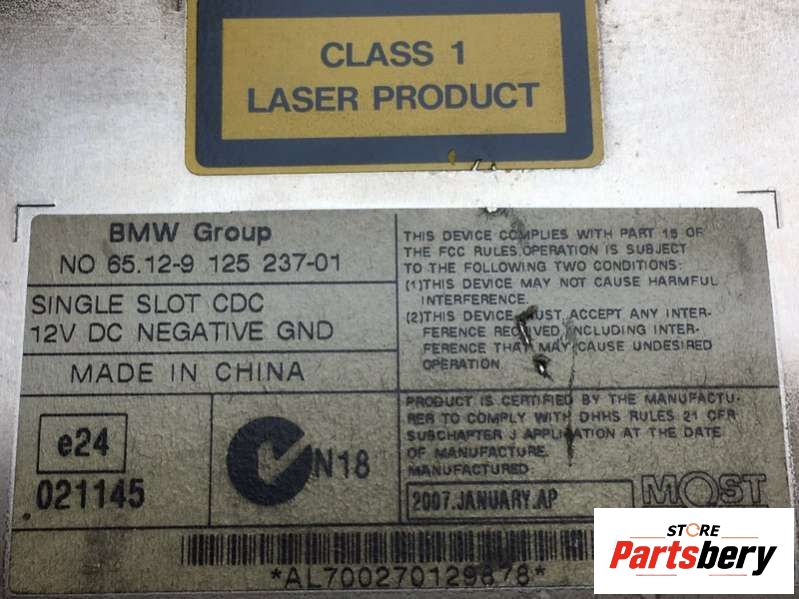 CLASS 1
LASER PRODUCT
BMW Group
NO 65.12-9 125 237-01
SINGLE SLOT CDC
12V DC NEGATIVE GND
MADE IN CHINA
e24
021145
N18
THIS DEVICE COMPLIES WITH PART 15 OF
THE FCC RULES.OPERATION IS SUBJECT
TO THE FOLLOWING TWO CONDITIONS:
(1)THIS DEVICE MAY NOT CAUSE HARMFUL
INTERFERENCE.
(2)THIS DEVICE MUST ACCEPT ANY INTER-
FERENCE RECEIVED,INCLUDING INTER-
FERENCE THAT MAY CAUSE UNDESIRED
OPERATION.
PRODUCT IS CERTIFIED BY THE MANUFACTU-
RER TO COMPLY WITH DHHS RULES 21 CFR
SUBCHAPTER J APPLICATION AT THE DATE
OF MANUFACTURE.
MANUFACTURED
2007.JANUARY.AP
MOST
*AL700270129878*
STORE
Partsbery